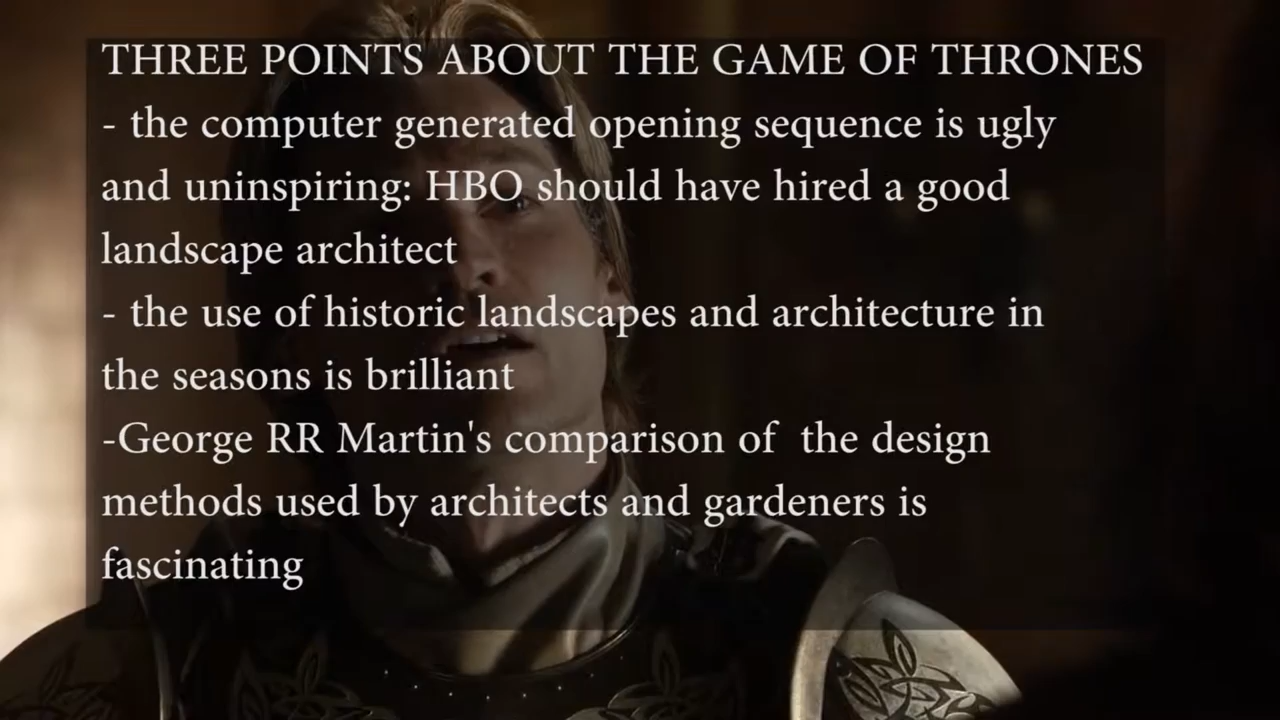 THREE POINTS ABOUT THE GAME OF THRONES
- the computer generated opening sequence is ugly
and uninspiring: HBO should have hired a good
landscape architect
- the use of historic landscapes and architecture in
the seasons is brilliant
-George RR Martin's comparison of  the design
methods used by architects and gardeners is
fascinating